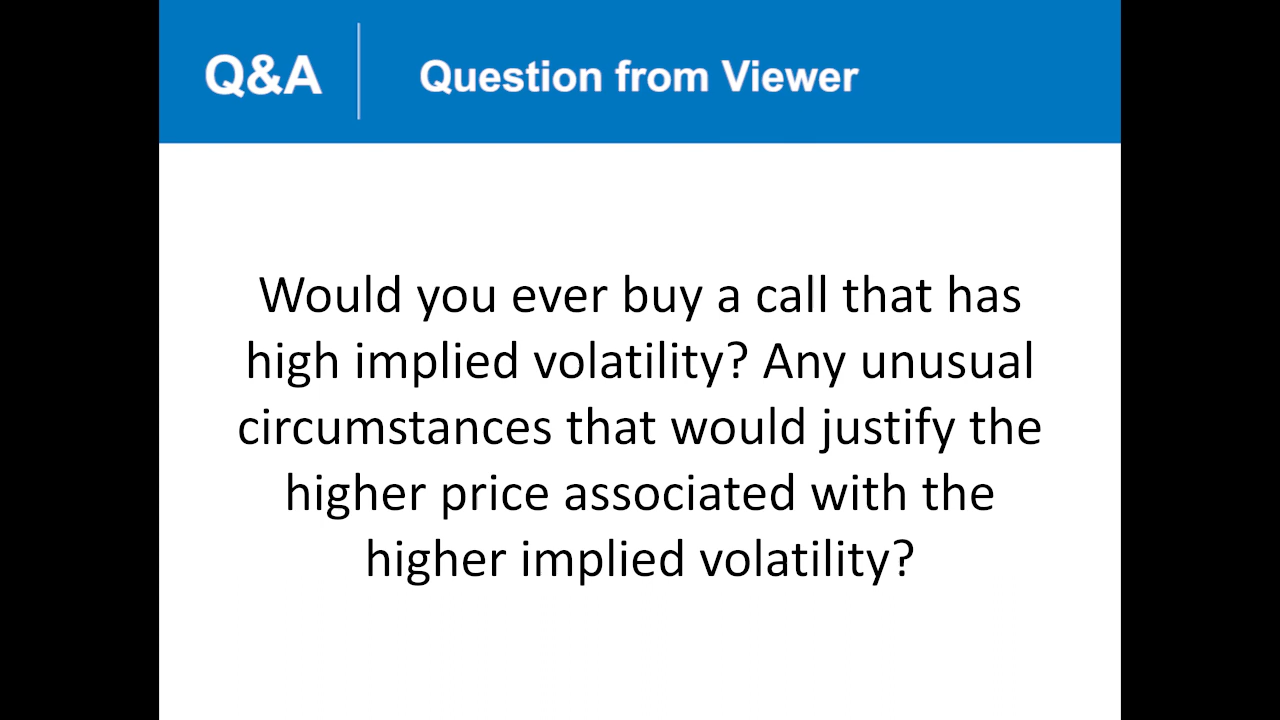 Q&A
Question from Viewer
Would you ever buy a call that has
high implied volatility? Any unusual
circumstances that would justify the
higher price associated with the
higher implied volatility?